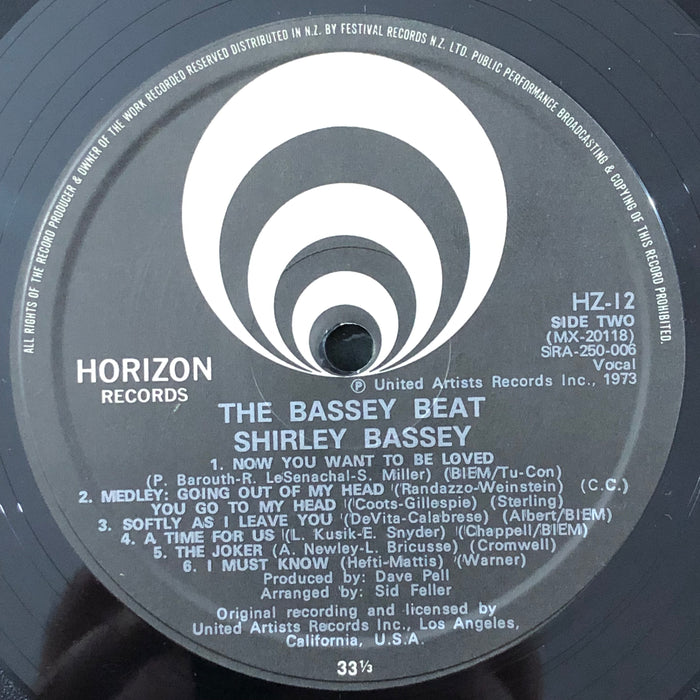 ALL RIGHTS OF THE RECORD PRODUCER & OWNER OF THE WORK RECORDED RESERVED DISTRIBUTED IN N.Z. BY FESTIVAL RECORDS N.Z. LTD. PUBLIC PERFORMANCE BROADCASTING & COPYING OF THIS RECORD PROHIBITED.
HZ-12
SIDE TWO
(MX-20118)
SRA-250-006
Vocal
HORIZON
RECORDS
Ⓟ United Artists Records Inc., 1973
THE BASSEY BEAT
SHIRLEY BASSEY
1. NOW YOU WANT TO BE LOVED
(P. Barouth-R. LeSenachal-S. Miller) (BIEM/Tu-Con)
2. MEDLEY: GOING OUT OF MY HEAD (Randazzo-Weinstein) (C.C.)
YOU GO TO MY HEAD (Coots-Gillespie) (Sterling)
3. SOFTLY AS I LEAVE YOU (DeVita-Calabrese) (Albert/BIEM)
4. A TIME FOR US (L. Kusik-E. Snyder) (Chappell/BIEM)
5. THE JOKER (A. Newley-L. Bricusse) (Cromwell)
6. I MUST KNOW (Hefti-Mattis) (Warner)
Produced by: Dave Pell
Arranged by: Sid Feller
Original recording and licensed by
United Artists Records Inc., Los Angeles,
California, U.S.A.
33⅓